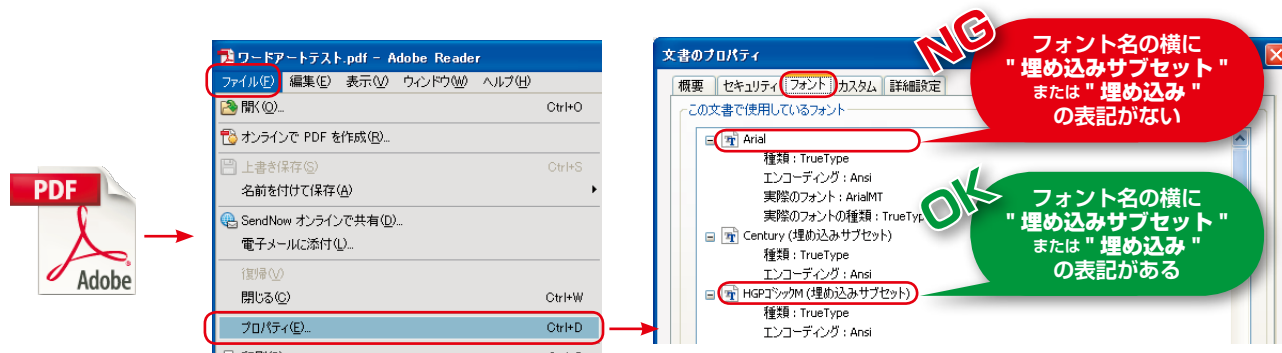 PDF
Adobe
ワードアートテスト.pdf - Adobe Reader
ファイル(F) 編集(E) 表示(V) ウィンドウ(W) ヘルプ(H)
開く(O)... Ctrl+O
オンラインで PDF を作成(R)...
上書き保存(S) Ctrl+S
名前を付けて保存(A)
SendNow オンラインで共有(D)...
電子メールに添付(L)...
復帰(V)
閉じる(C) Ctrl+W
プロパティ(E)... Ctrl+D
文書のプロパティ
概要 セキュリティ フォント カスタム 詳細設定
この文書で使用しているフォント
Arial
種類 : TrueType
エンコーディング : Ansi
実際のフォント : ArialMT
実際のフォントの種類 : TrueTyp
Century (埋め込みサブセット)
種類 : TrueType
エンコーディング : Ansi
HGPゴシックM (埋め込みサブセット)
種類 : TrueType
エンコーディング : Ansi
NG
フォント名の横に
"埋め込みサブセット"
または"埋め込み"
の表記がない
OK
フォント名の横に
"埋め込みサブセット"
または"埋め込み"
の表記がある